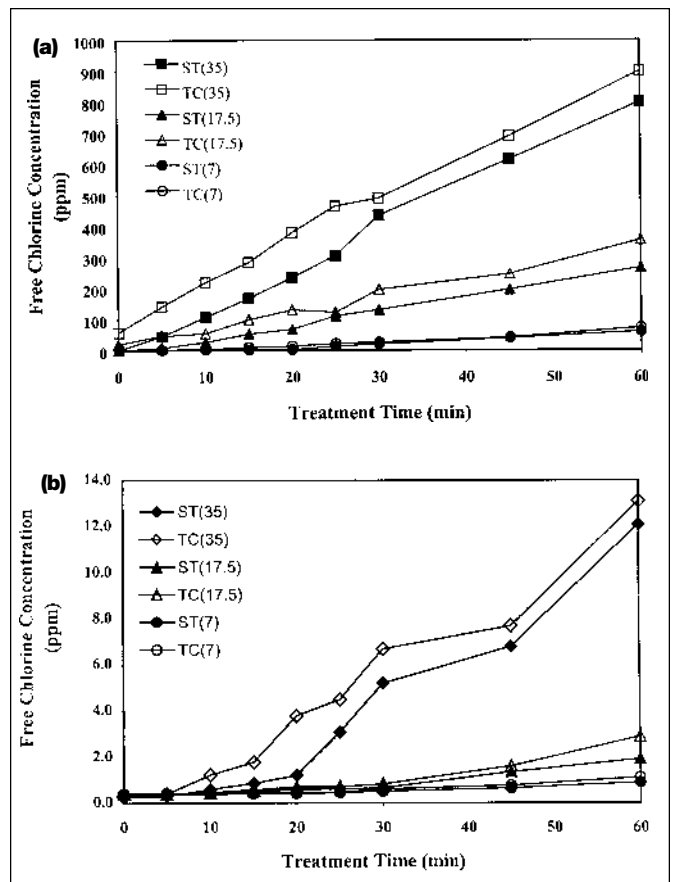 (a)
1000
900
800
700
600
500
400
300
200
100
0
Free Chlorine Concentration
(ppm)
ST(35)
TC(35)
ST(17.5)
TC(17.5)
ST(7)
TC(7)
0 10 20 30 40 50 60
Treatment Time (min)
(b)
14.0
12.0
8.0
6.0
4.0
2.0
0.0
Free Chlorine Concentration
(ppm)
ST(35)
TC(35)
ST(17.5)
TC(17.5)
ST(7)
TC(7)
0 10 20 30 40 50 60
Treatment Time (min)